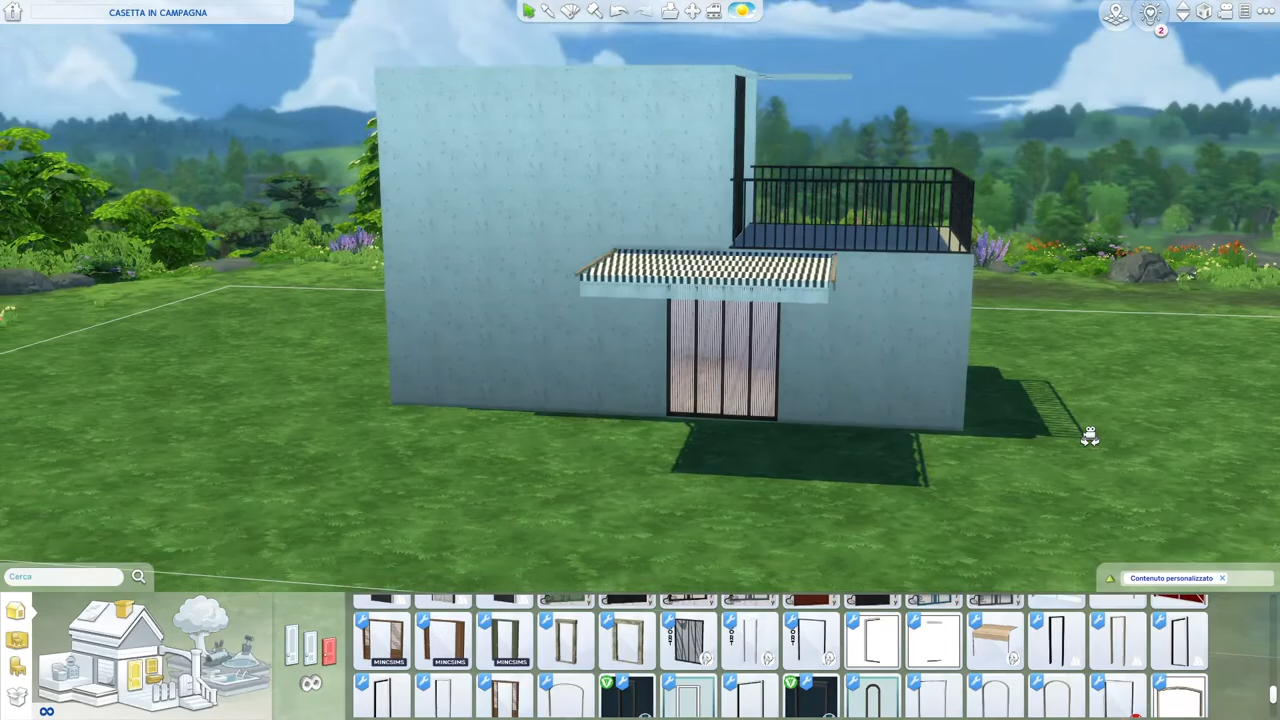 CASETTA IN CAMPAGNA
2
Cerca
Contenuto personalizzato
MINCSIMS
MINCSIMS
MINCSIMS